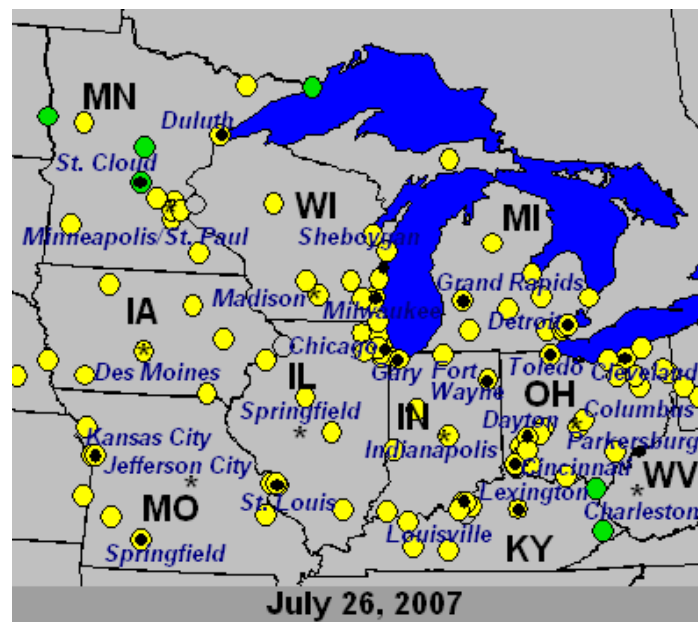 MN
Duluth
St. Cloud
WI
MI
Minneapolis/St. Paul
Sheboygan
Grand Rapids
Madison
Milwaukee
IA
Detroit
Chicago
Des Moines
Gary
Fort Wayne
Toledo
Cleveland
IL
OH
Springfield
IN
Dayton
Columbus
Kansas City
Indianapolis
Parkersburg
Jefferson City
Cincinnati
WV
MO
St. Louis
Lexington
Charleston
Louisville
Springfield
KY
July 26, 2007